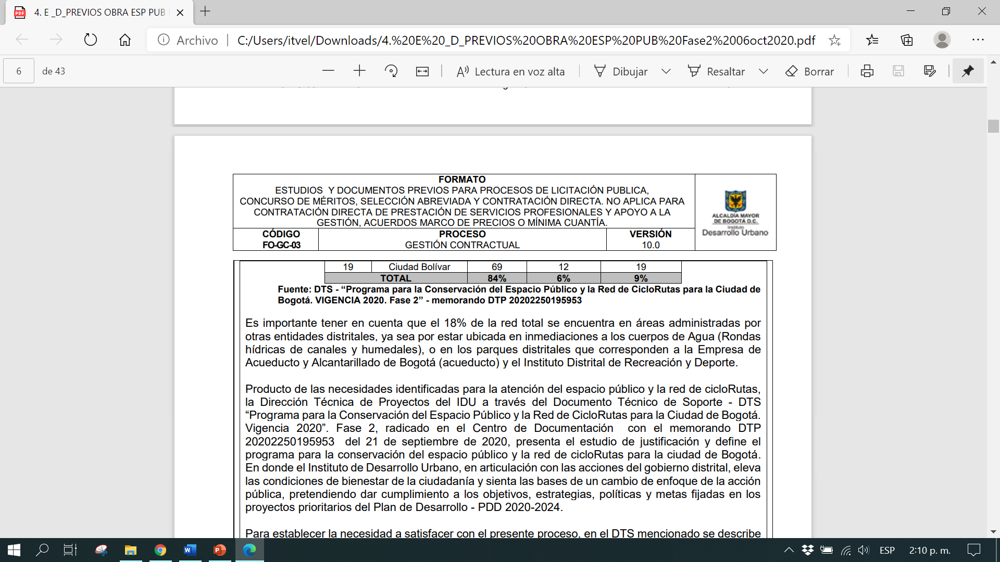 4. E _D_PREVIOS OBRA ESP PUB
Archivo
C:/Users/itvel/Downloads/4.%20E%20_D_PREVIOS%20OBRA%20ESP%20PUB%20Fase2%2006oct2020.pdf
6 de 43
Lectura en voz alta
Dibujar
Resaltar
Borrar
FORMATO
ESTUDIOS Y DOCUMENTOS PREVIOS PARA PROCESOS DE LICITACIÓN PUBLICA,
CONCURSO DE MÉRITOS, SELECCIÓN ABREVIADA Y CONTRATACIÓN DIRECTA. NO APLICA PARA
CONTRATACIÓN DIRECTA DE PRESTACIÓN DE SERVICIOS PROFESIONALES Y APOYO A LA
GESTIÓN, ACUERDOS MARCO DE PRECIOS O MÍNIMA CUANTÍA.
CÓDIGO PROCESO VERSIÓN
FO-GC-03 GESTIÓN CONTRACTUAL 10.0
ALCALDÍA MAYOR
DE BOGOTÁ D.C.
Instituto
Desarrollo Urbano
19 Ciudad Bolívar 69 12 19
TOTAL 84% 6% 9%
Fuente: DTS - “Programa para la Conservación del Espacio Público y la Red de CicloRutas para la Ciudad de
Bogotá. VIGENCIA 2020. Fase 2” - memorando DTP 20202250195953
Es importante tener en cuenta que el 18% de la red total se encuentra en áreas administradas por
otras entidades distritales, ya sea por estar ubicada en inmediaciones a los cuerpos de Agua (Rondas
hídricas de canales y humedales), o en los parques distritales que corresponden a la Empresa de
Acueducto y Alcantarillado de Bogotá (acueducto) y el Instituto Distrital de Recreación y Deporte.
Producto de las necesidades identificadas para la atención del espacio público y la red de cicloRutas,
la Dirección Técnica de Proyectos del IDU a través del Documento Técnico de Soporte - DTS
“Programa para la Conservación del Espacio Público y la Red de CicloRutas para la Ciudad de Bogotá.
Vigencia 2020”. Fase 2, radicado en el Centro de Documentación con el memorando DTP
20202250195953 del 21 de septiembre de 2020, presenta el estudio de justificación y define el
programa para la conservación del espacio público y la red de cicloRutas para la ciudad de Bogotá.
En donde el Instituto de Desarrollo Urbano, en articulación con las acciones del gobierno distrital, eleva
las condiciones de bienestar de la ciudadanía y sienta las bases de un cambio de enfoque de la acción
pública, pretendiendo dar cumplimiento a los objetivos, estrategias, políticas y metas fijadas en los
proyectos prioritarios del Plan de Desarrollo - PDD 2020-2024.
Para establecer la necesidad a satisfacer con el presente proceso, en el DTS mencionado se describe
ESP 2:10 p. m.